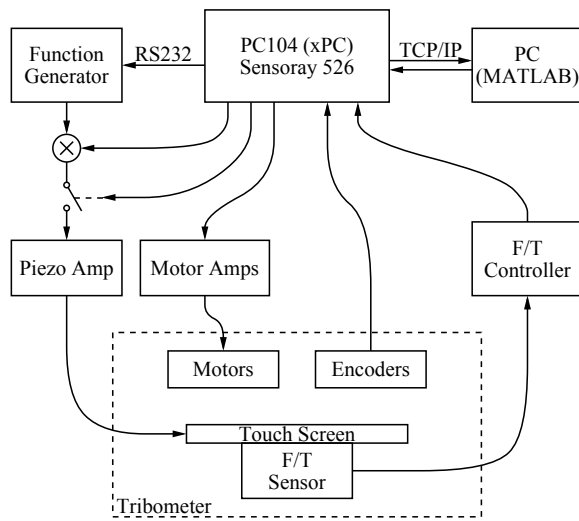 Function
Generator
RS232
PC104 (xPC)
Sensoray 526
TCP/IP
PC
(MATLAB)
Piezo Amp
Motor Amps
F/T
Controller
Motors
Encoders
Touch Screen
F/T
Sensor
Tribometer